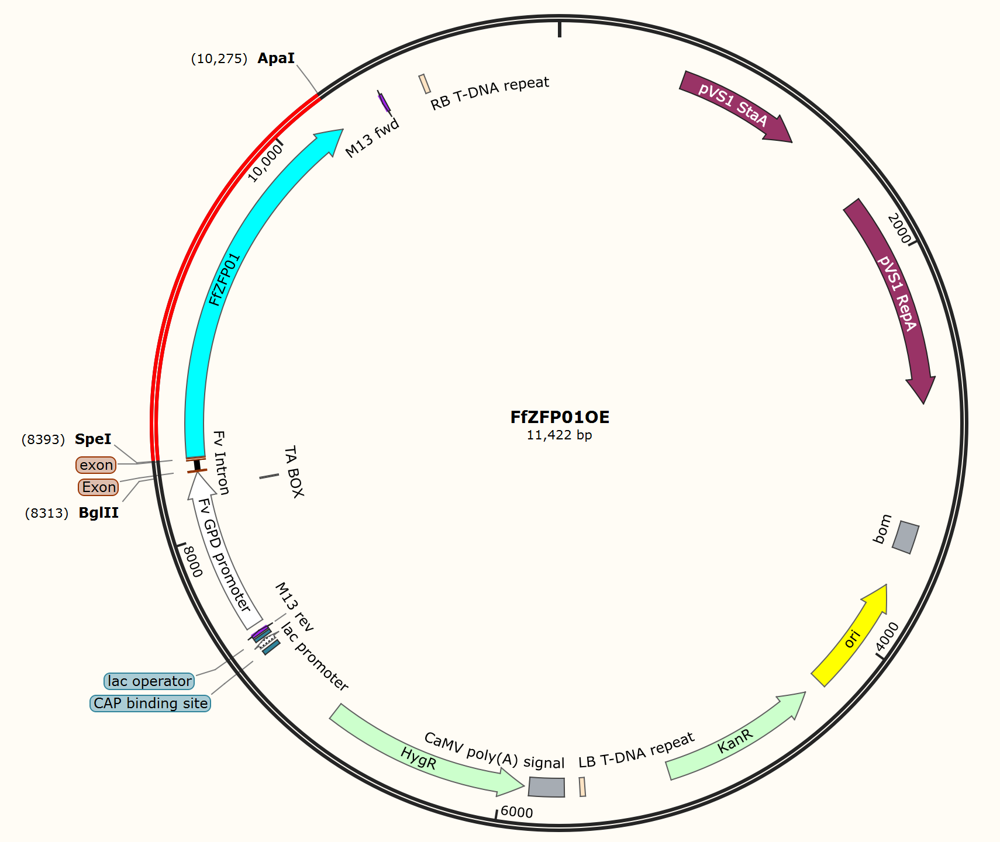 (10,275) ApaI
RB T-DNA repeat
M13 fwd
pVS1 StaA
10,000
2000
FfZFP01
pVS1 RepA
FfZFP01OE
11,422 bp
(8393) SpeI
exon
Exon
(8313) BglII
Fv Intron
TA BOX
Fv GPD promoter
8000
bom
M13 rev
lac promoter
ori
4000
lac operator
CAP binding site
HygR
CaMV poly(A) signal
LB T-DNA repeat
KanR
6000